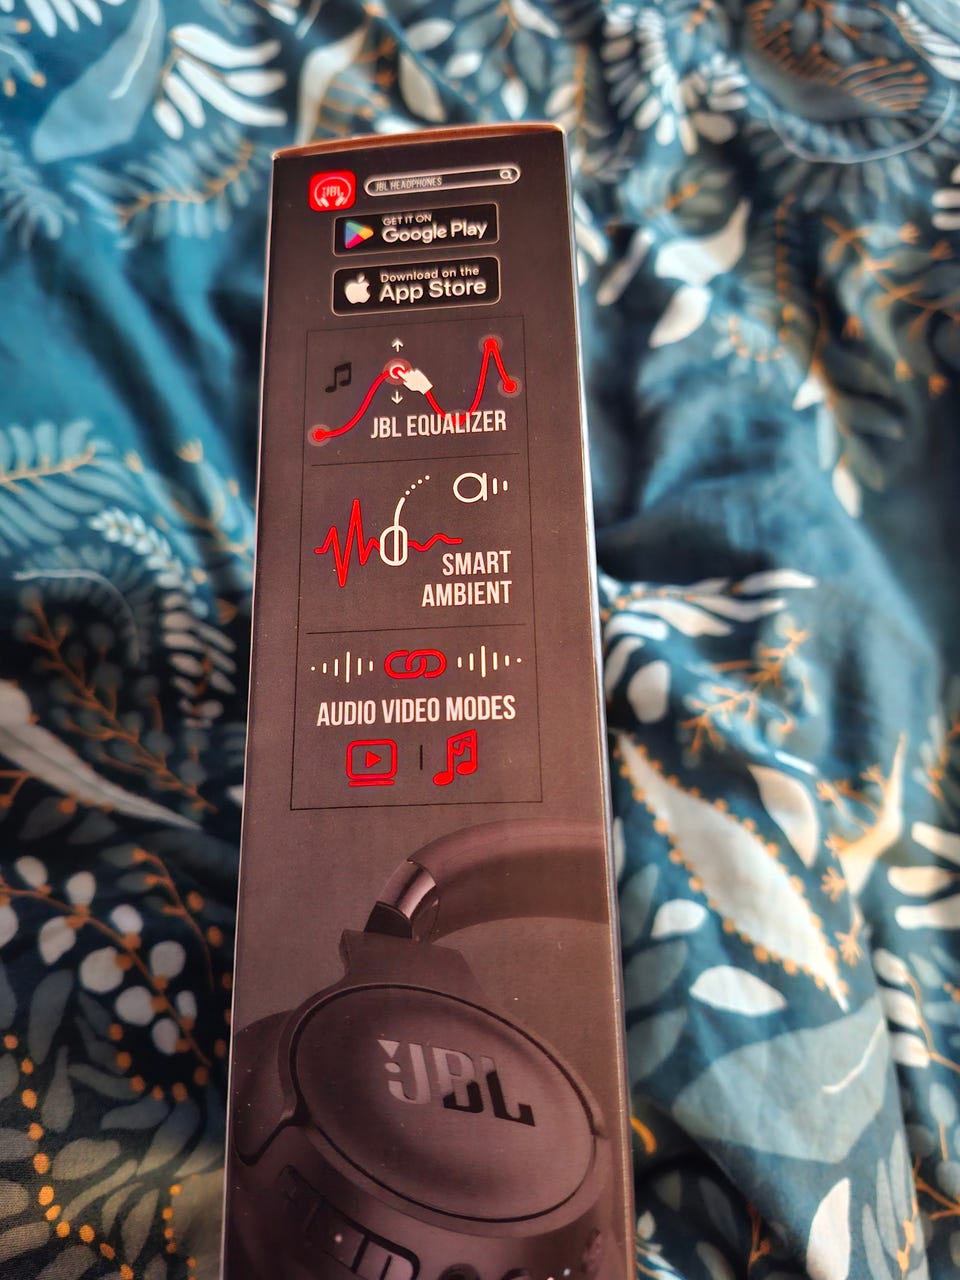 JBL
JBL HEADPHONES
GET IT ON
Google Play
Download on the
App Store
JBL EQUALIZER
SMART
AMBIENT
AUDIO VIDEO MODES
JBL